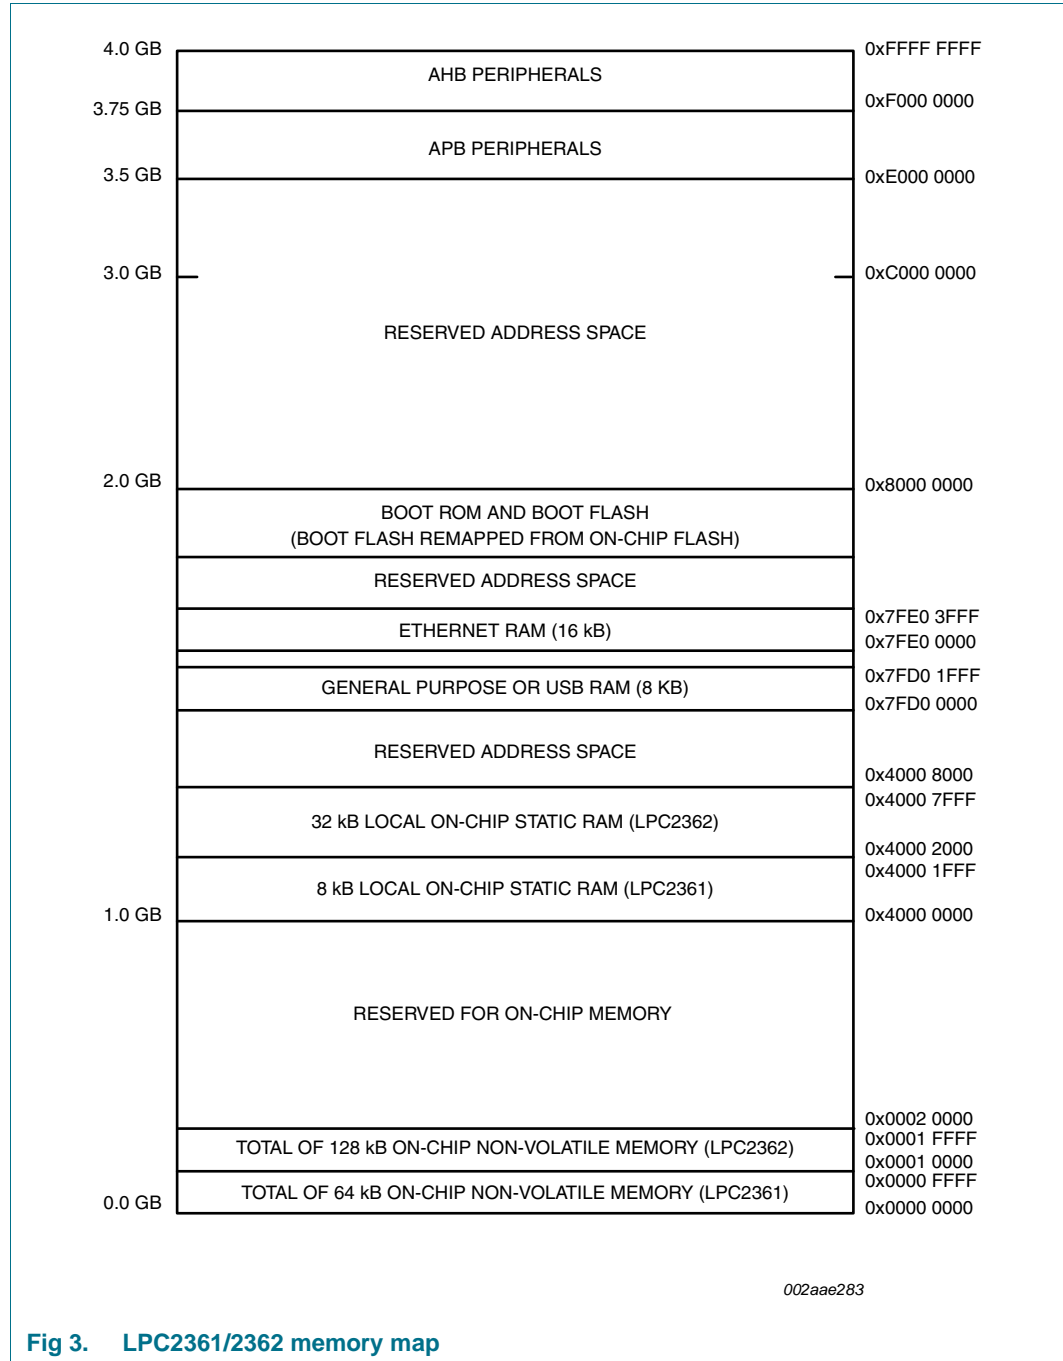 4.0 GB
0xFFFF FFFF
AHB PERIPHERALS
3.75 GB
0xF000 0000
APB PERIPHERALS
3.5 GB
0xE000 0000
3.0 GB
0xC000 0000
RESERVED ADDRESS SPACE
2.0 GB
0x8000 0000
BOOT ROM AND BOOT FLASH
(BOOT FLASH REMAPPED FROM ON-CHIP FLASH)
RESERVED ADDRESS SPACE
0x7FE0 3FFF
ETHERNET RAM (16 kB)
0x7FE0 0000
0x7FD0 1FFF
GENERAL PURPOSE OR USB RAM (8 KB)
0x7FD0 0000
RESERVED ADDRESS SPACE
0x4000 8000
0x4000 7FFF
32 kB LOCAL ON-CHIP STATIC RAM (LPC2362)
0x4000 2000
0x4000 1FFF
8 kB LOCAL ON-CHIP STATIC RAM (LPC2361)
1.0 GB
0x4000 0000
RESERVED FOR ON-CHIP MEMORY
0x0002 0000
0x0001 FFFF
TOTAL OF 128 kB ON-CHIP NON-VOLATILE MEMORY (LPC2362)
0x0001 0000
0x0000 FFFF
TOTAL OF 64 kB ON-CHIP NON-VOLATILE MEMORY (LPC2361)
0.0 GB
0x0000 0000
002aae283
Fig 3. LPC2361/2362 memory map